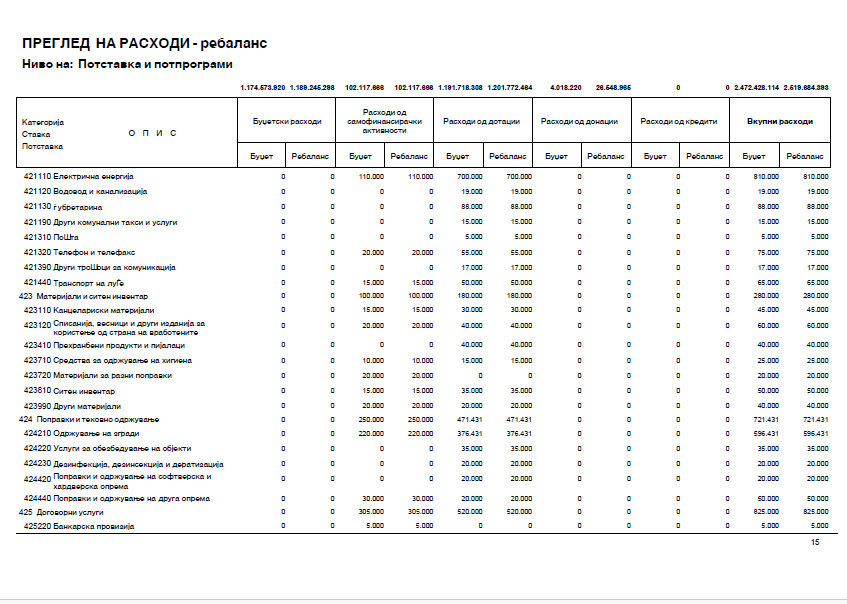 ПРЕГЛЕД НА РАСХОДИ - ребаланс
Ниво на: Потставка и потпрограми
1.174.573.920 1.189.245.298 102.117.666 102.117.666 1.191.718.308 1.201.772.464 4.018.220 26.548.965 0 0 2.472.428.114 2.519.684.393
Категорија
Ставка
Потставка
О П И С
Буџетски расходи
Расходи од
самофинансирачки
активности
Расходи од дотации
Расходи од донации
Расходи од кредити
Вкупни расходи
Буџет Ребаланс Буџет Ребаланс Буџет Ребаланс Буџет Ребаланс Буџет Ребаланс Буџет Ребаланс
421110 Електрична енергија 0 0 110.000 110.000 700.000 700.000 0 0 0 0 810.000 810.000
421120 Водовод и канализација 0 0 0 0 19.000 19.000 0 0 0 0 19.000 19.000
421130 ѓубретарина 0 0 0 0 88.000 88.000 0 0 0 0 88.000 88.000
421190 Други комунални такси и услуги 0 0 0 0 15.000 15.000 0 0 0 0 15.000 15.000
421310 ПоШта 0 0 0 0 5.000 5.000 0 0 0 0 5.000 5.000
421320 Телефон и телефакс 0 0 20.000 20.000 55.000 55.000 0 0 0 0 75.000 75.000
421390 Други троШоци за комуникација 0 0 0 0 17.000 17.000 0 0 0 0 17.000 17.000
421440 Транспорт на луЃе 0 0 15.000 15.000 50.000 50.000 0 0 0 0 65.000 65.000
423 Материјали и ситен инвентар 0 0 100.000 100.000 180.000 180.000 0 0 0 0 280.000 280.000
423110 Канцелариски материјали 0 0 15.000 15.000 30.000 30.000 0 0 0 0 45.000 45.000
423120 Списанија, весници и други изданија за
користење од страна на вработените 0 0 20.000 20.000 40.000 40.000 0 0 0 0 60.000 60.000
423410 Прехранбени продукти и пијалаци 0 0 0 0 40.000 40.000 0 0 0 0 40.000 40.000
423710 Средства за одржување на хигиена 0 0 10.000 10.000 15.000 15.000 0 0 0 0 25.000 25.000
423720 Материјали за разни поправки 0 0 20.000 20.000 0 0 0 0 0 0 20.000 20.000
423810 Ситен инвентар 0 0 15.000 15.000 35.000 35.000 0 0 0 0 50.000 50.000
423990 Други материјали 0 0 20.000 20.000 20.000 20.000 0 0 0 0 40.000 40.000
424 Поправки и тековно одржување 0 0 250.000 250.000 471.431 471.431 0 0 0 0 721.431 721.431
424210 Одржување на згради 0 0 220.000 220.000 376.431 376.431 0 0 0 0 596.431 596.431
424220 Услуги за обезбедување на објекти 0 0 0 0 35.000 35.000 0 0 0 0 35.000 35.000
424230 Дезинфекција, дезинсекција и дератизација 0 0 0 0 20.000 20.000 0 0 0 0 20.000 20.000
424420 Поправки и одржување на софтверска и
хардверска опрема 0 0 0 0 20.000 20.000 0 0 0 0 20.000 20.000
424440 Поправки и одржување на друга опрема 0 0 30.000 30.000 20.000 20.000 0 0 0 0 50.000 50.000
425 Договорни услуги 0 0 305.000 305.000 520.000 520.000 0 0 0 0 825.000 825.000
425220 Банкарска провизија 0 0 5.000 5.000 0 0 0 0 0 0 5.000 5.000
15